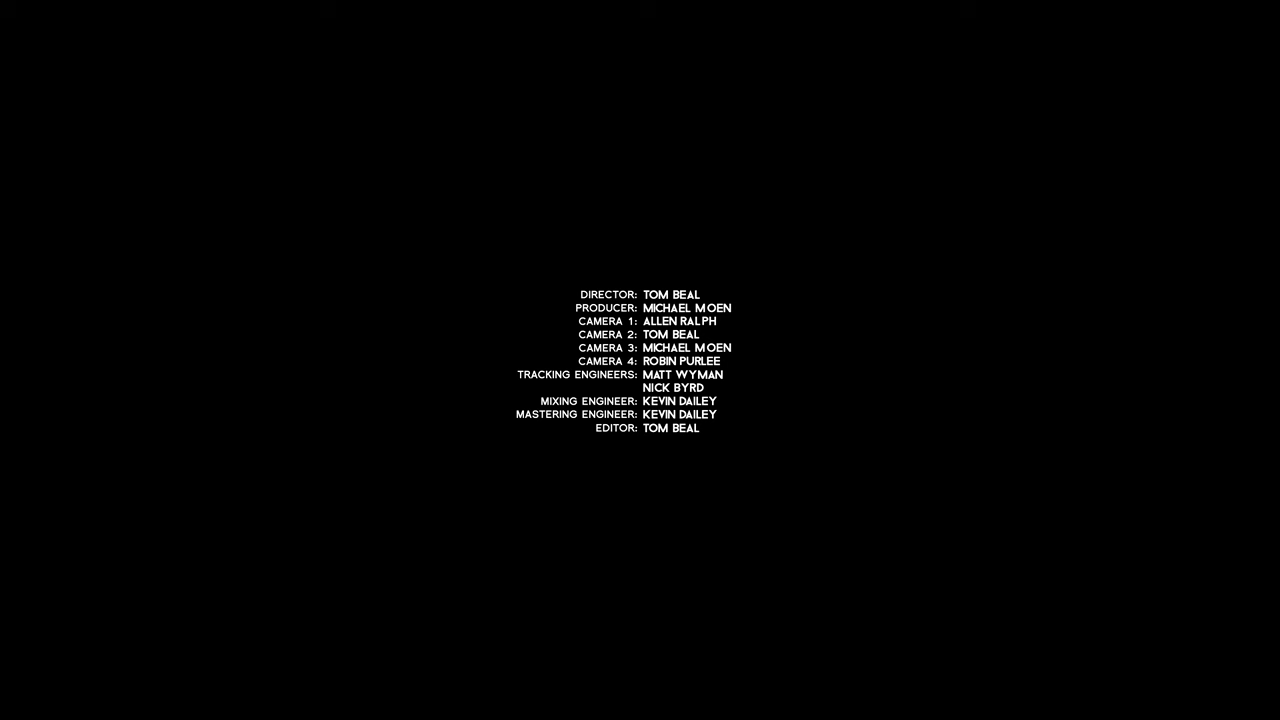 DIRECTOR: TOM BEAL
PRODUCER: MICHAEL MOEN
CAMERA 1: ALLEN RALPH
CAMERA 2: TOM BEAL
CAMERA 3: MICHAEL MOEN
CAMERA 4: ROBIN PURLEE
TRACKING ENGINEERS: MATT WYMAN
NICK BYRD
MIXING ENGINEER: KEVIN DAILEY
MASTERING ENGINEER: KEVIN DAILEY
EDITOR: TOM BEAL